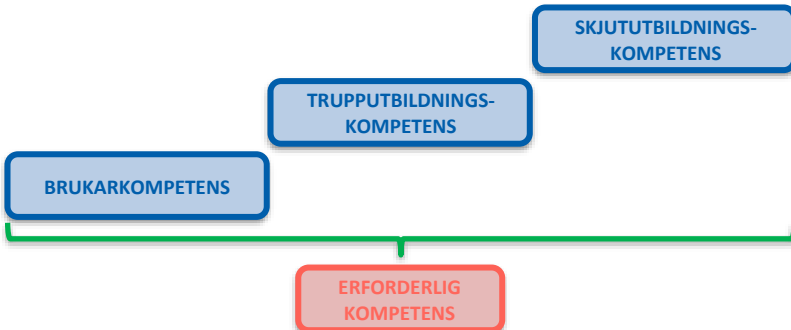 SKJUTUTBILDNINGS-
KOMPETENS
TRUPPUTBILDNINGS-
KOMPETENS
BRUKARKOMPETENS
ERFORDERLIG
KOMPETENS